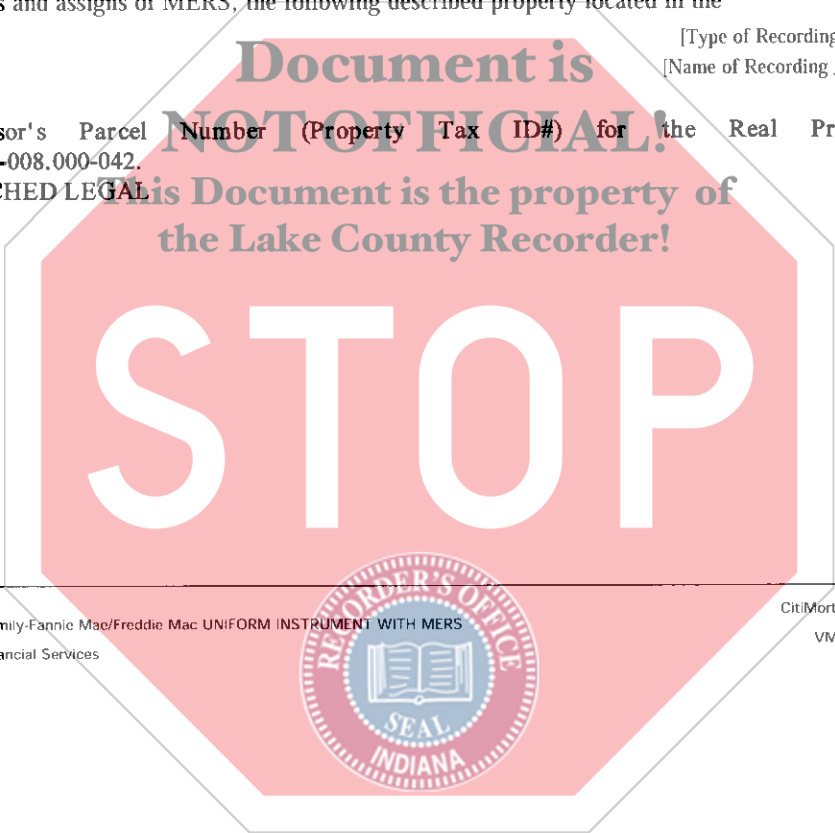 s and assigns of MERS, the following described property located in the
[Type of Recording
[Name of Recording
Document is
NOT OFFICIAL!
sor's Parcel Number (Property Tax ID#) for the Real Pr
-008.000-042.
CHED LEGAL
This Document is the property of
the Lake County Recorder!
STOP
mily-Fannie Mae/Freddie Mac UNIFORM INSTRUMENT WITH MERS
CitiMort
ancial Services
VM
RECORDER'S OFFICE
SEAL
INDIANA